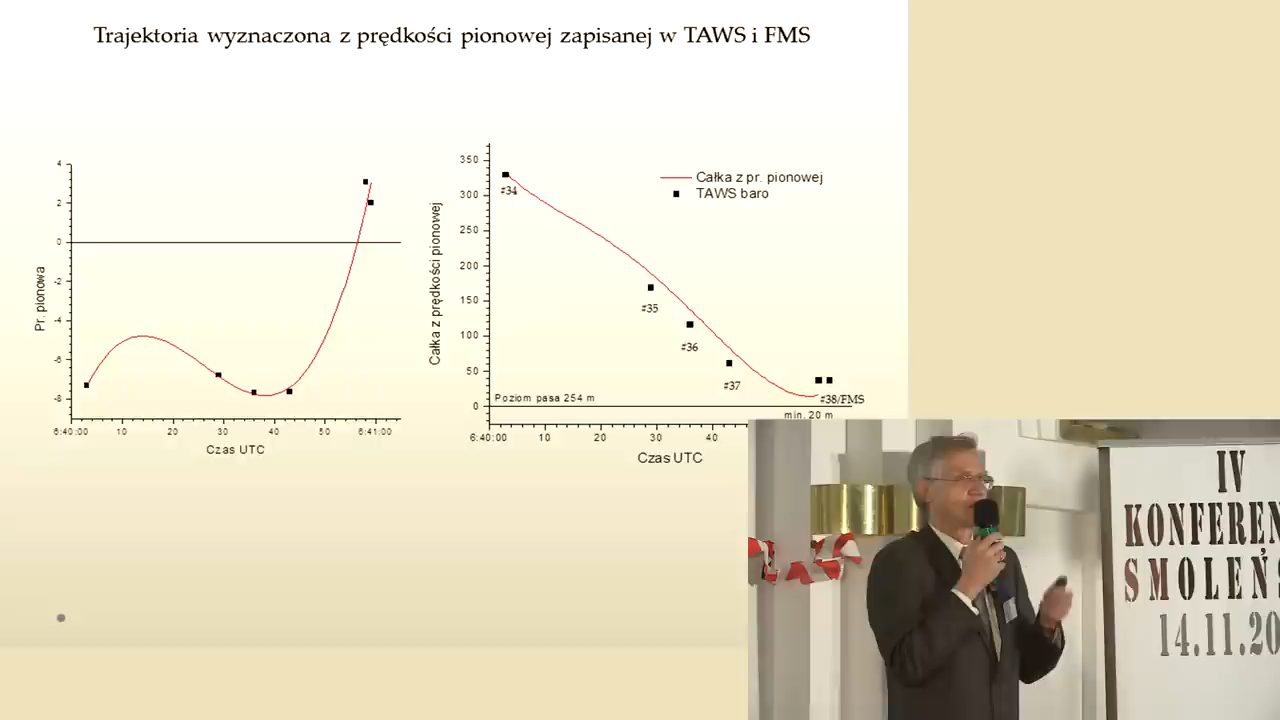 Trajektoria wyznaczona z prędkości pionowej zapisanej w TAWS i FMS
4
2
0
-2
-4
-6
-8
Pr. pionowa
6:40:00 10 20 30 40 50 6:41:00
Czas UTC
350
300
250
200
150
100
50
0
Całka z prędkości pionowej
Całka z pr. pionowej
TAWS baro
#34
#35
#36
#37
#38/FMS
Poziom pasa 254 m
min. 20 m
6:40:00 10 20 30 40
Czas UTC
IV
KONFEREN
SMOLEŃS
14.11.20